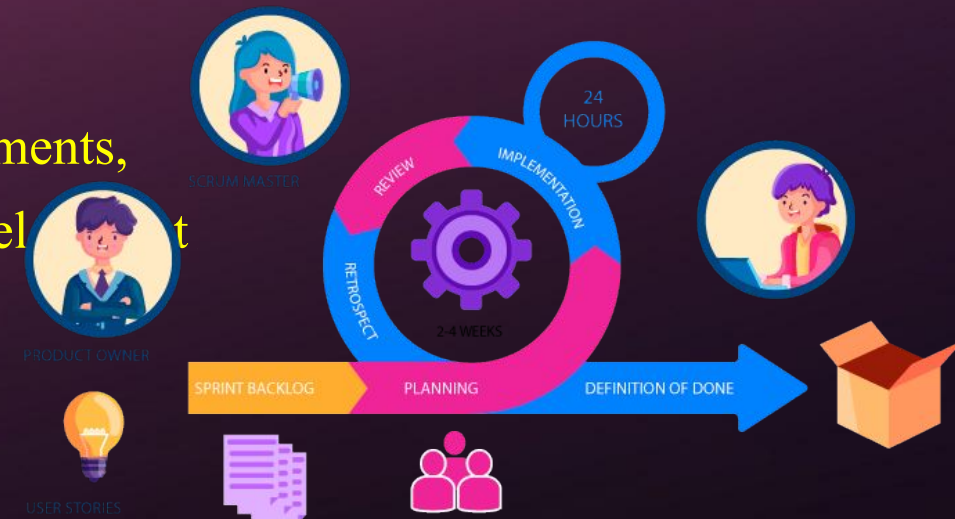 24
HOURS
ments,
REVIEW
IMPLEMENTATION
SCRUM MASTER
el t
RETROSPECT
2-4 WEEKS
PRODUCT OWNER
SPRINT BACKLOG
PLANNING
DEFINITION OF DONE
USER STORIES